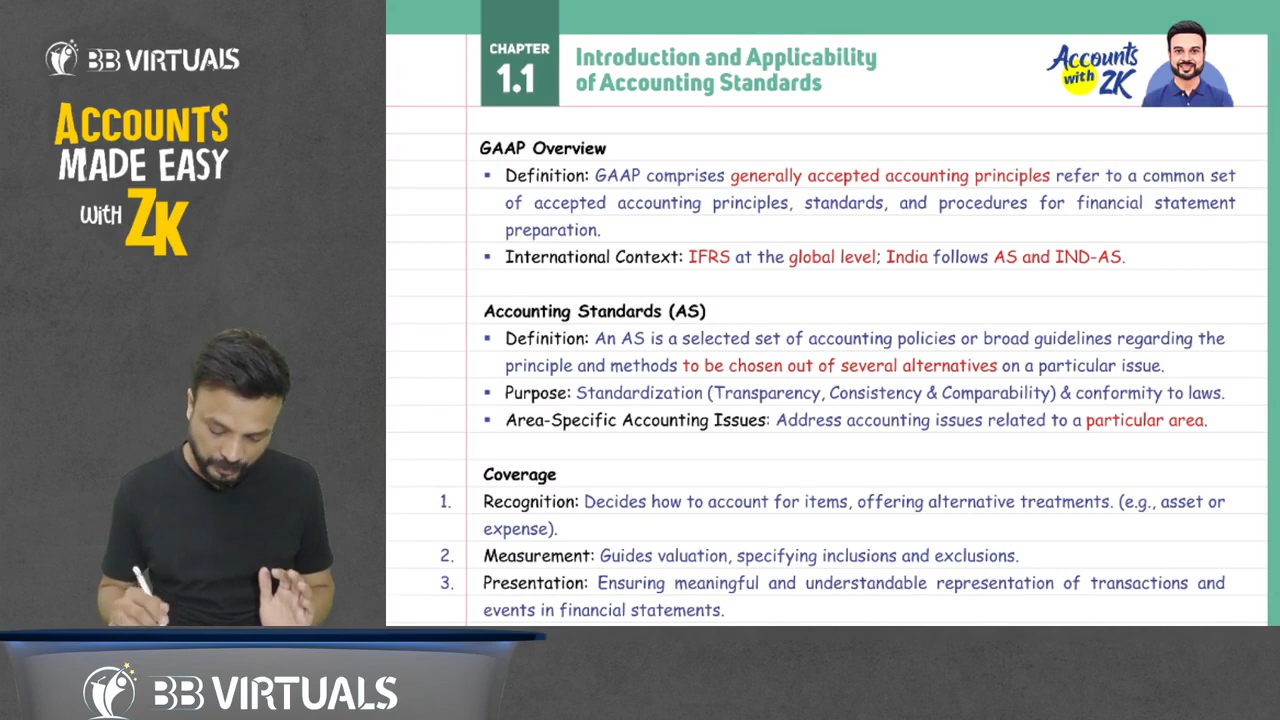 BB VIRTUALS
ACCOUNTS
MADE EASY
WITH ZK
CHAPTER
1.1
Introduction and Applicability
of Accounting Standards
Accounts
with
ZK
GAAP Overview
▪ Definition: GAAP comprises generally accepted accounting principles refer to a common set
of accepted accounting principles, standards, and procedures for financial statement
preparation.
▪ International Context: IFRS at the global level; India follows AS and IND-AS.
Accounting Standards (AS)
▪ Definition: An AS is a selected set of accounting policies or broad guidelines regarding the
principle and methods to be chosen out of several alternatives on a particular issue.
▪ Purpose: Standardization (Transparency, Consistency & Comparability) & conformity to laws.
▪ Area-Specific Accounting Issues: Address accounting issues related to a particular area.
Coverage
1. Recognition: Decides how to account for items, offering alternative treatments. (e.g., asset or
expense).
2. Measurement: Guides valuation, specifying inclusions and exclusions.
3. Presentation: Ensuring meaningful and understandable representation of transactions and
events in financial statements.
BB VIRTUALS